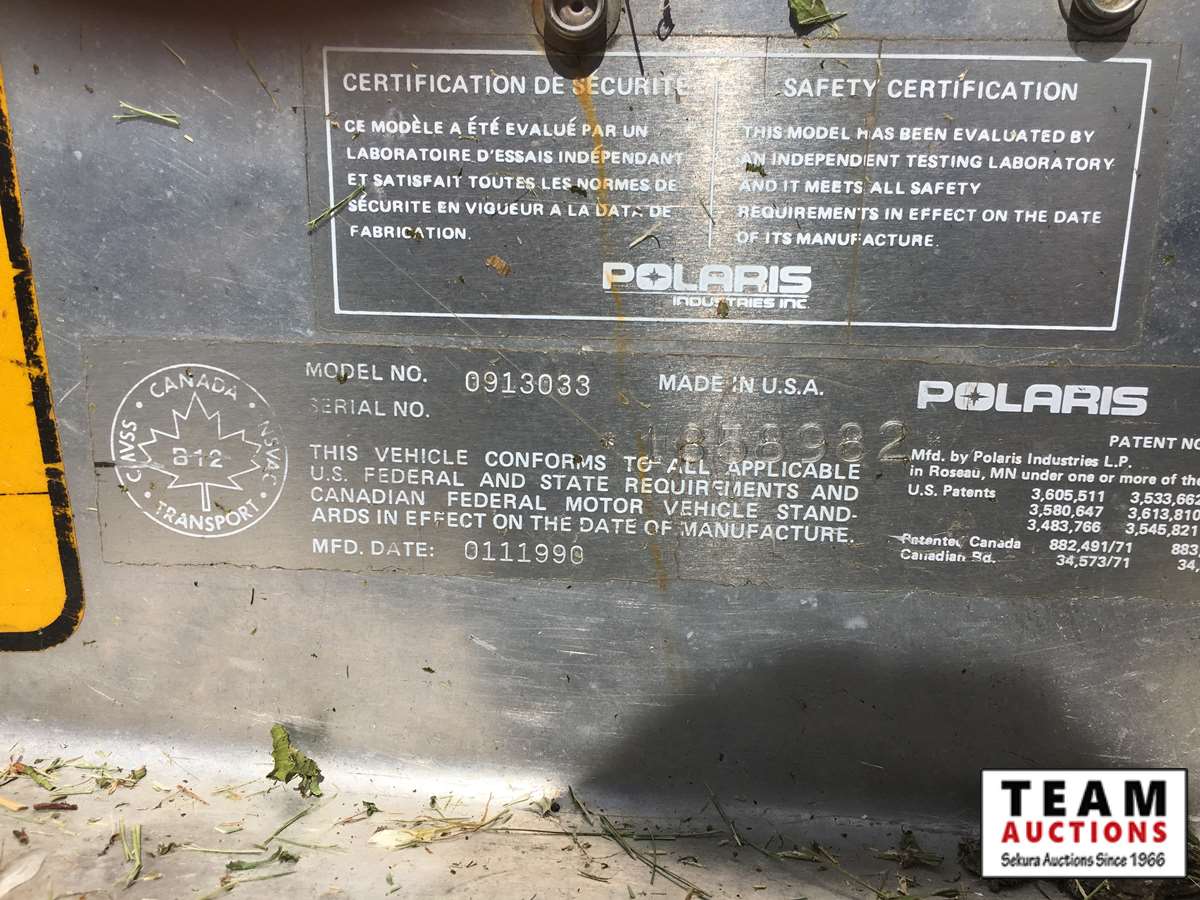 CERTIFICATION DE SÉCURITÉ
CE MODÈLE A ÉTÉ EVALUÉ PAR UN
LABORATOIRE D'ESSAIS INDÉPENDANT
ET SATISFAIT TOUTES LES NORMES DE
SÉCURITE EN VIGUEUR A LA DATA DE
FABRICATION.
SAFETY CERTIFICATION
THIS MODEL HAS BEEN EVALUATED BY
AN INDEPENDENT TESTING LABORATORY
AND IT MEETS ALL SAFETY
REQUIREMENTS IN EFFECT ON THE DATE
OF ITS MANUFACTURE.
POLARIS
INDUSTRIES INC
CANADA
CMVSS NSVAC
812
TRANSPORT
MODEL NO. 0913033 MADE IN U.S.A.
SERIAL NO.
*1838982*
THIS VEHICLE CONFORMS TO ALL APPLICABLE
U.S. FEDERAL AND STATE REQUIREMENTS AND
CANADIAN FEDERAL MOTOR VEHICLE STAND-
ARDS IN EFFECT ON THE DATE OF MANUFACTURE.
MFD. DATE: 0111990
POLARIS
PATENT NO
Mfd. by Polaris Industries L.P.
in Roseau, MN under one or more of the
U.S. Patents 3,605,511 3,533,667
3,580,647 3,613,810
3,483,766 3,545,821
Patented Canada 882,491/71 883
Canadian Rd. 34,573/71 34,
TEAM
AUCTIONS
Sekura Auctions Since 1966